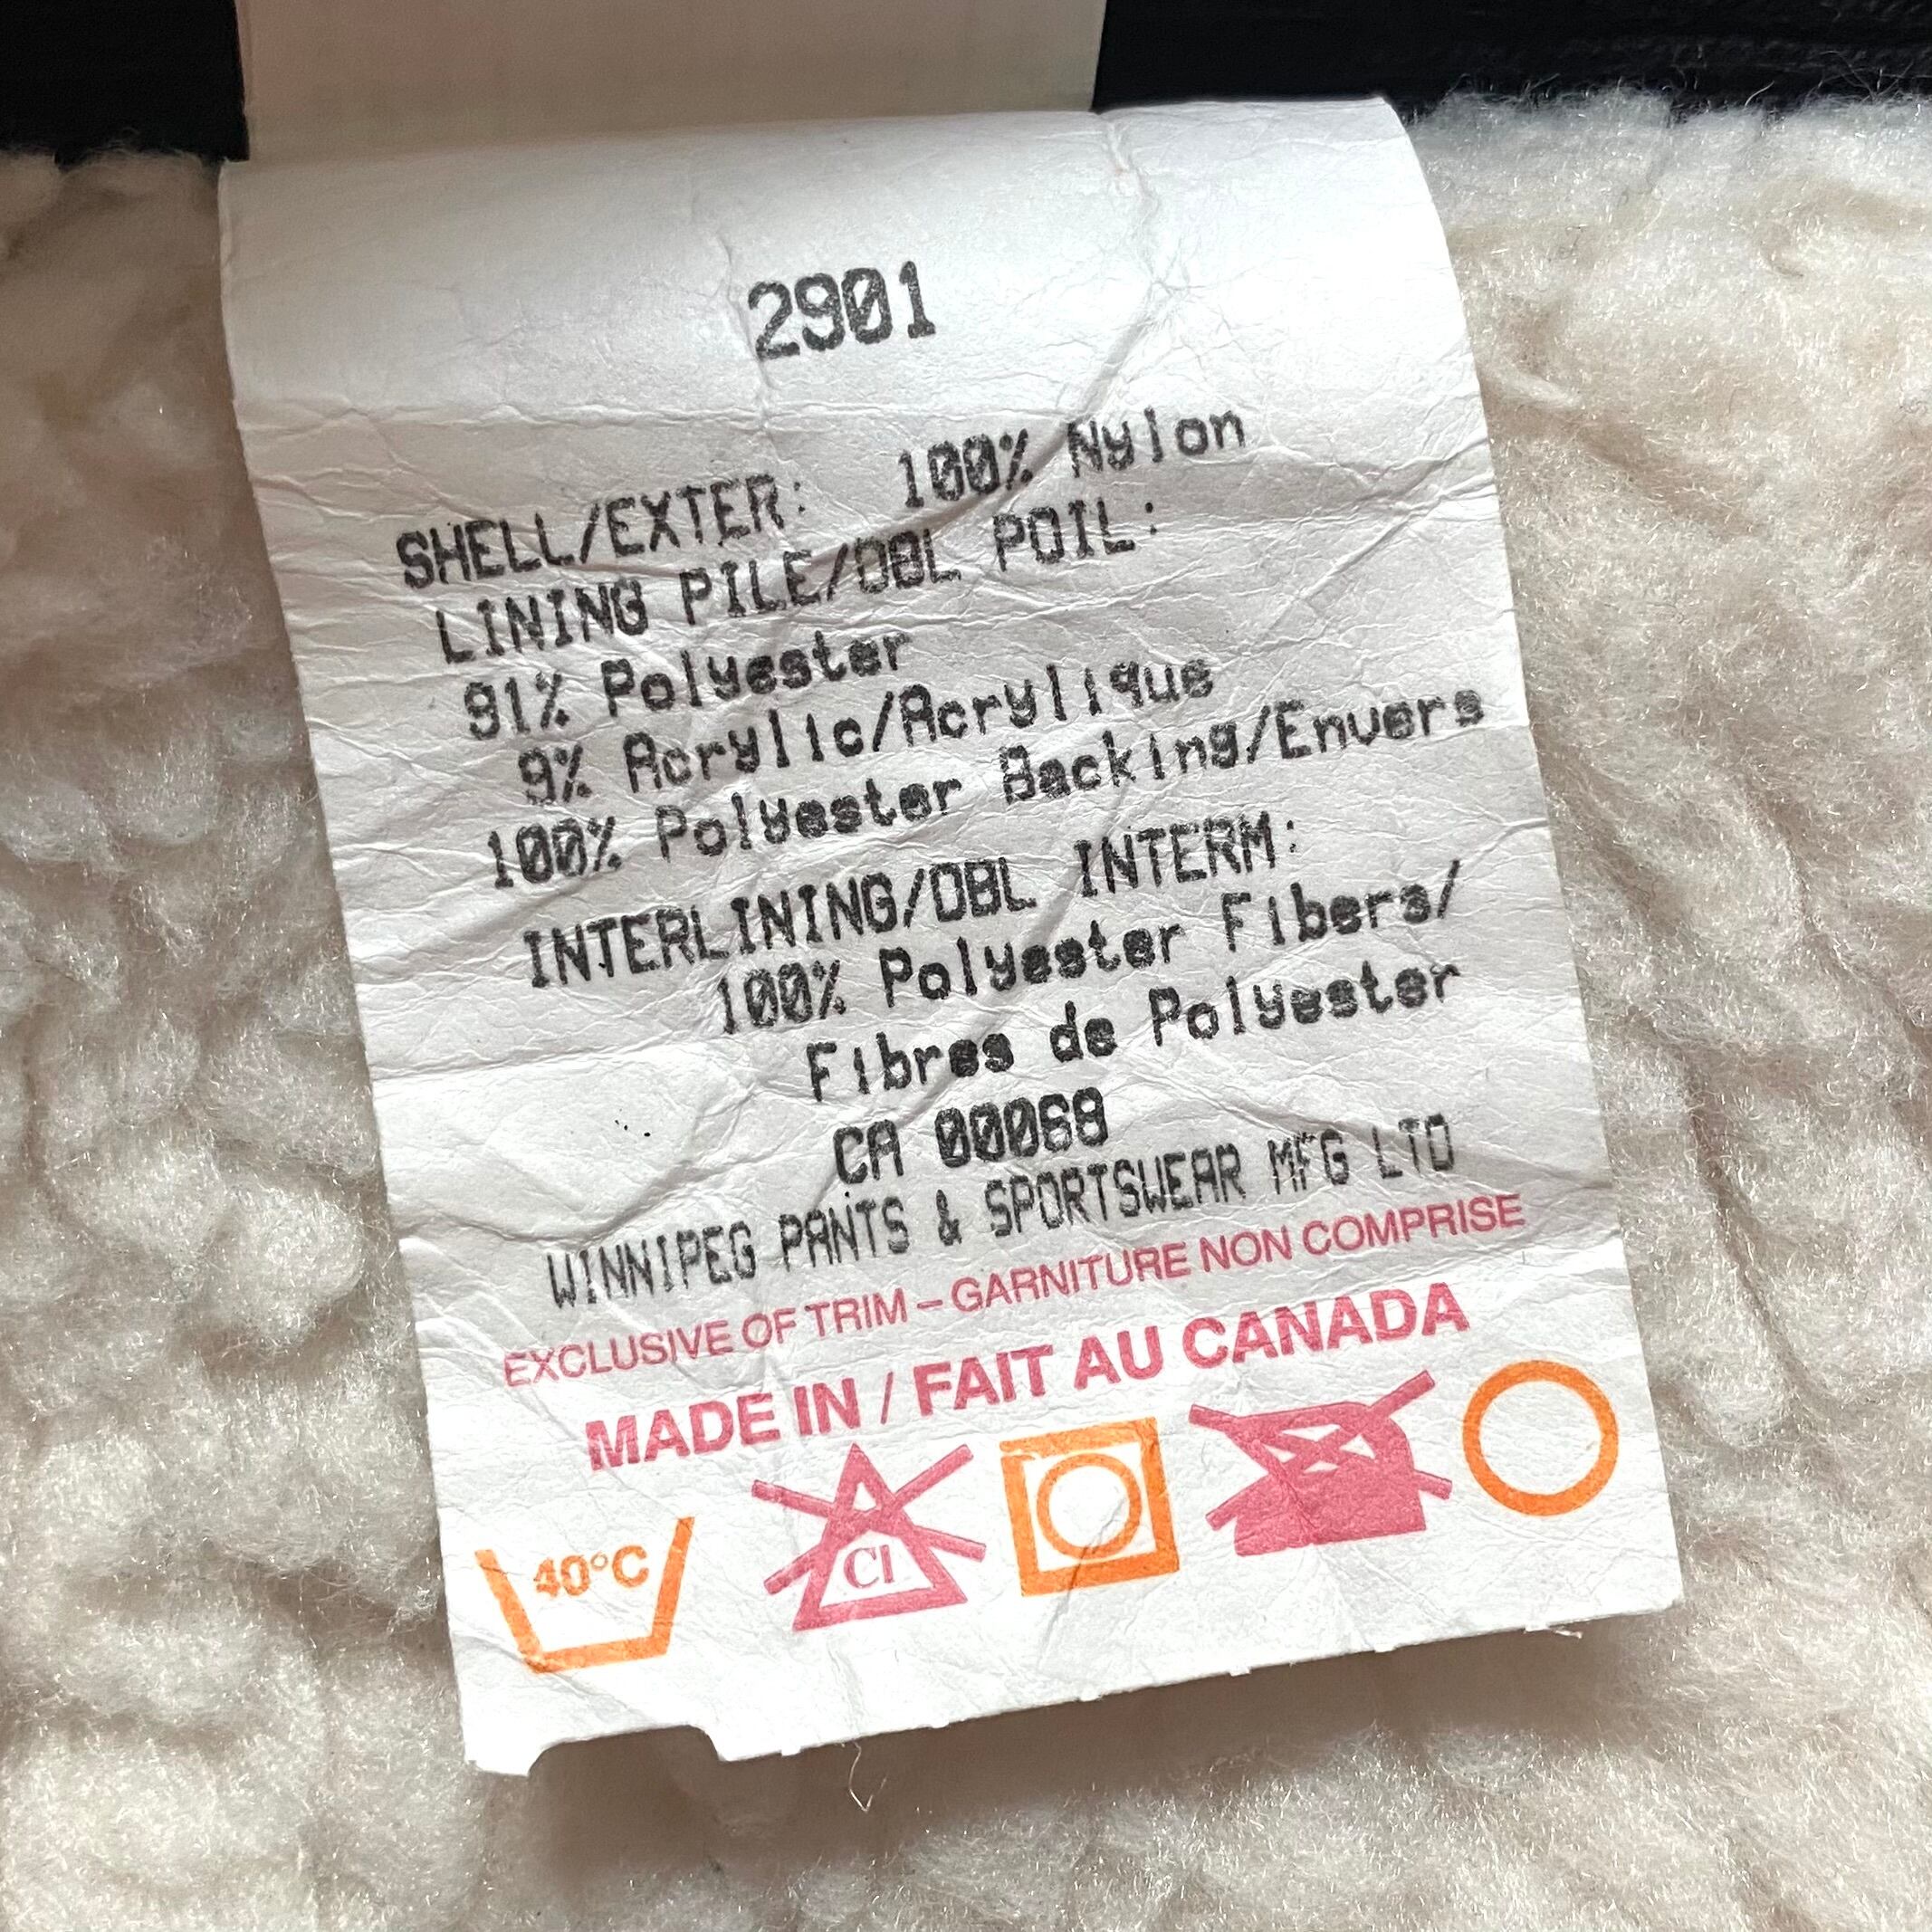 2901
SHELL/EXTER: 100% Nylon
LINING PILE/DBL POIL:
91% Polyester
9% Acrylic/Acrylique
100% Polyester Backing/Envers
INTERLINING/DBL INTERM:
100% Polyester Fibers/
Fibres de Polyester
CA 00068
WINNIPEG PANTS & SPORTSWEAR MFG LTD
EXCLUSIVE OF TRIM – GARNITURE NON COMPRISE
MADE IN / FAIT AU CANADA
40°C Cl